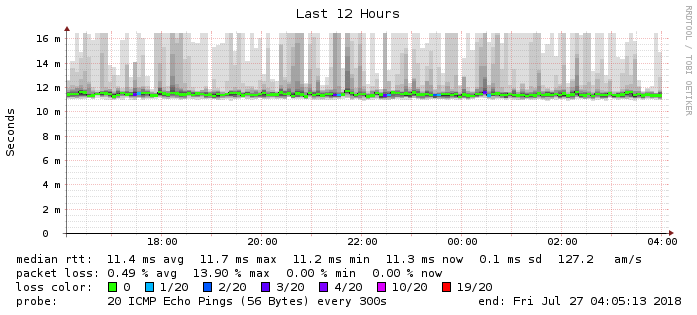 Last 12 Hours
RRDTOOL / TOBI OETIKER
Seconds
16 m
14 m
12 m
10 m
8 m
6 m
4 m
2 m
0
18:00 20:00 22:00 00:00 02:00 04:00
median rtt: 11.4 ms avg 11.7 ms max 11.2 ms min 11.3 ms now 0.1 ms sd 127.2 am/s
packet loss: 0.49 % avg 13.90 % max 0.00 % min 0.00 % now
loss color: 0 1/20 2/20 3/20 4/20 10/20 19/20
probe: 20 ICMP Echo Pings (56 Bytes) every 300s end: Fri Jul 27 04:05:13 2018